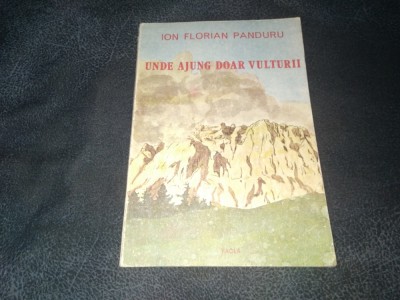 ION FLORIAN PANDURU
UNDE AJUNG DOAR VULTURII